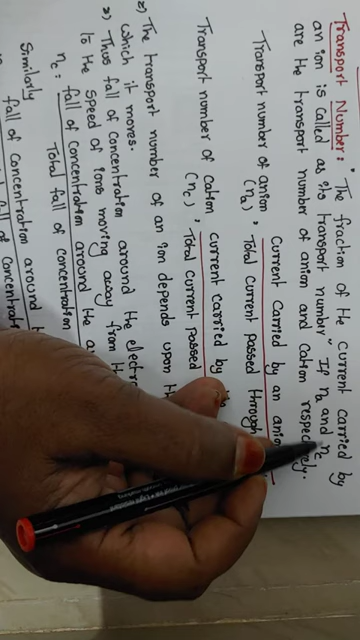 Transport Number: "The fraction of the current carried by
an ion is called as its transport number" If na and nc
are the transport number of anion and cation respectively.
Transport number of anion = Current carried by an anion
(na) Total current passed through
Transport number of Cation = current carried by
(nc) Total current passed
2) The transport number of an ion depends upon
which it moves.
3) Thus fall of concentration around the
is the speed of ions moving away from
nc = fall of concentration around the
Total fall of concentration
Similarly
fall of concentration around